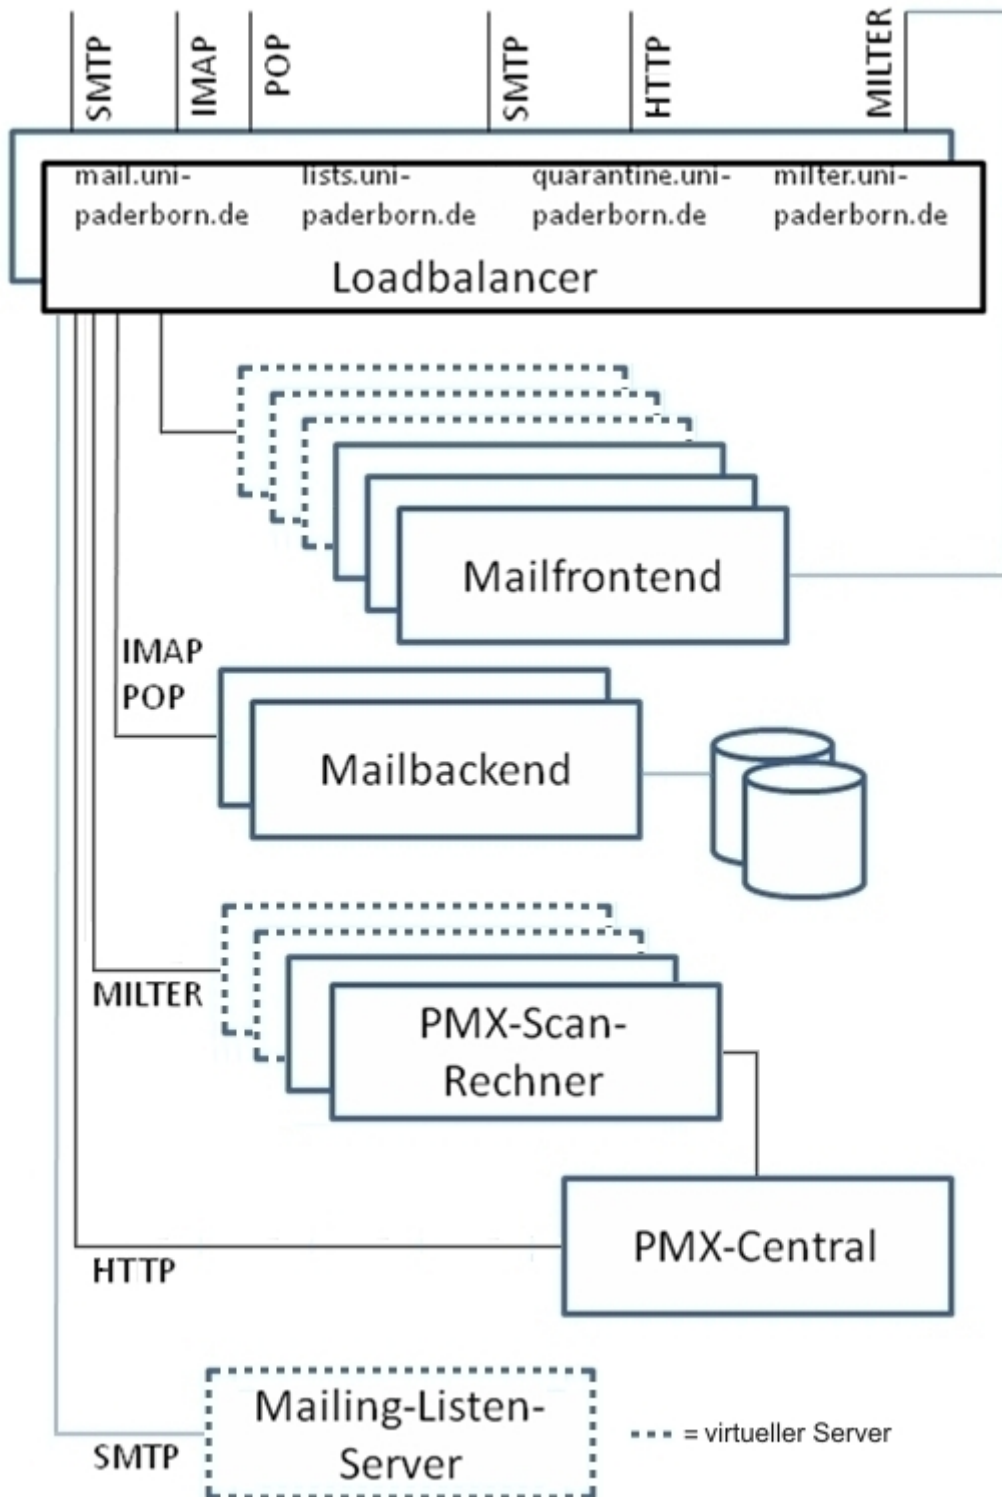 SMTP
IMAP
POP
SMTP
HTTP
MILTER
mail.uni-
paderborn.de
lists.uni-
paderborn.de
quarantine.uni-
paderborn.de
milter.uni-
paderborn.de
Loadbalancer
Mailfrontend
IMAP
POP
Mailbackend
MILTER
PMX-Scan-
Rechner
PMX-Central
HTTP
Mailing-Listen-
Server
SMTP
= virtueller Server